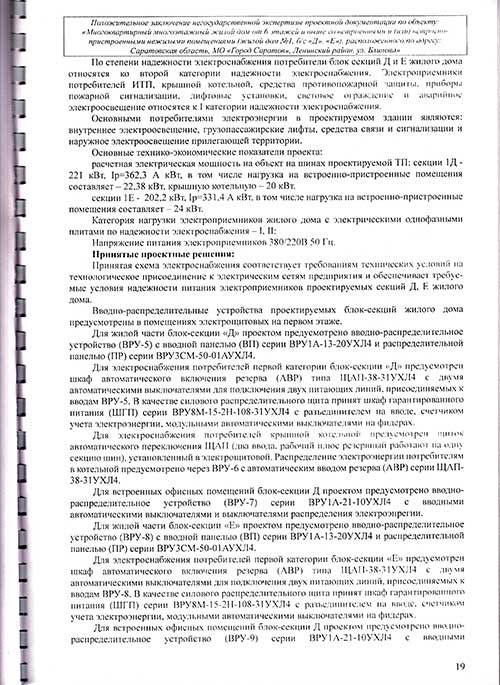 Положительное заключение негосударственной экспертизы проектной документации по объекту
«Многоквартирный многоэтажный жилой дом от 6 этажей и выше со встроенными и (или) встроенно-
пристроенными нежилыми помещениями (жилой дом №1, б/с «Д», «Е»), расположенного по адресу:
Саратовская область, МО «Город Саратов», Ленинский район, ул. Блинова»
По степени надежности электроснабжения потребители блок секций Д и Е жилого дома
относятся ко второй категории надежности электроснабжения. Электроприемники
потребителей ИТП, крышной котельной, средства противопожарной защиты, приборы
пожарной сигнализации, лифтовые установки, световое ограждение и аварийное
электроосвещение относятся к I категории надежности электроснабжения.
Основными потребителями электроэнергии в проектируемом здании являются:
внутреннее электроосвещение, грузопассажирские лифты, средства связи и сигнализации и
наружное электроосвещение прилегающей территории.
Основные технико-экономические показатели проекта:
расчетная электрическая мощность на объект на шинах проектируемой ТП: секции 1Д -
221 кВт, Iр=362,3 А кВт, в том числе нагрузка на встроенно-пристроенные помещения
составляет – 22,38 кВт, крышную котельную – 20 кВт.
секции 1Е - 202,2 кВт, Iр=331,4 А кВт, в том числе нагрузка на встроенно-пристроенные
помещения составляет – 24 кВт.
Категория нагрузки электроприемников жилого дома с электрическими однофазными
плитами по надежности электроснабжения – I, II:
Напряжение питания электроприемников 380/220В 50 Гц.
Принятые проектные решения:
Принятая схема электроснабжения соответствует требованиям технических условий на
технологическое присоединение к электрическим сетям предприятия и обеспечивает требуе-
мые условия надежности питания электроприемников проектируемых секций Д, Е жилого
дома.
Вводно-распределительные устройства проектируемых блок-секций жилого дома
предусмотрены в помещениях электрощитовых на первом этаже.
Для жилой части блок-секции «Д» проектом предусмотрено вводно-распределительное
устройство (ВРУ-5) с вводной панелью (ВП) серии ВРУ1А-13-20УХЛ4 и распределительной
панелью (ПР) серии ВРУ3СМ-50-01АУХЛ4.
Для электроснабжения потребителей первой категории блок-секции «Д» предусмотрен
шкаф автоматического включения резерва (АВР) типа ЩАП-38-31УХЛ4 с двумя
автоматическими выключателями для подключения двух питающих линий, присоединяемых к
вводам ВРУ-5. В качестве силового распределительного щита принят шкаф гарантированного
питания (ШГП) серии ВРУ8М-15-2Н-108-31УХЛ4 с разъединителем на вводе, счетчиком
учета электроэнергии, модульными автоматическими выключателями на фидерах.
Для электроснабжения потребителей крышной котельной предусмотрен щиток
автоматического переключения ЩАП (два ввода, рабочий плюс резервный работают на одну
секцию шин), установленный в электрощитовой. Распределение электроэнергии потребителям
в котельной предусмотрено через ВРУ-6 с автоматическим вводом резерва (АВР) серии ЩАП-
38-31УХЛ4.
Для встроенных офисных помещений блок-секции Д проектом предусмотрено вводно-
распределительное устройство (ВРУ-7) серии ВРУ1А-21-10УХЛ4 с вводными
автоматическими выключателями и выключателями распределения электроэнергии.
Для жилой части блок-секции «Е» проектом предусмотрено вводно-распределительное
устройство (ВРУ-8) с вводной панелью (ВП) серии ВРУ1А-13-20УХЛ4 и распределительной
панелью (ПР) серии ВРУ3СМ-50-01АУХЛ4.
Для электроснабжения потребителей первой категории блок-секции «Е» предусмотрен
шкаф автоматического включения резерва (АВР) типа ЩАП-38-31УХЛ4 с двумя
автоматическими выключателями для подключения двух питающих линий, присоединяемых к
вводам ВРУ-8. В качестве силового распределительного щита принят шкаф гарантированного
питания (ШГП) серии ВРУ8М-15-2Н-108-31УХЛ4 с разъединителем на вводе, счетчиком
учета электроэнергии, модульными автоматическими выключателями на фидерах.
Для встроенных офисных помещений блок-секции Д проектом предусмотрено вводно-
распределительное устройство (ВРУ-9) серии ВРУ1А-21-10УХЛ4 с вводными
19